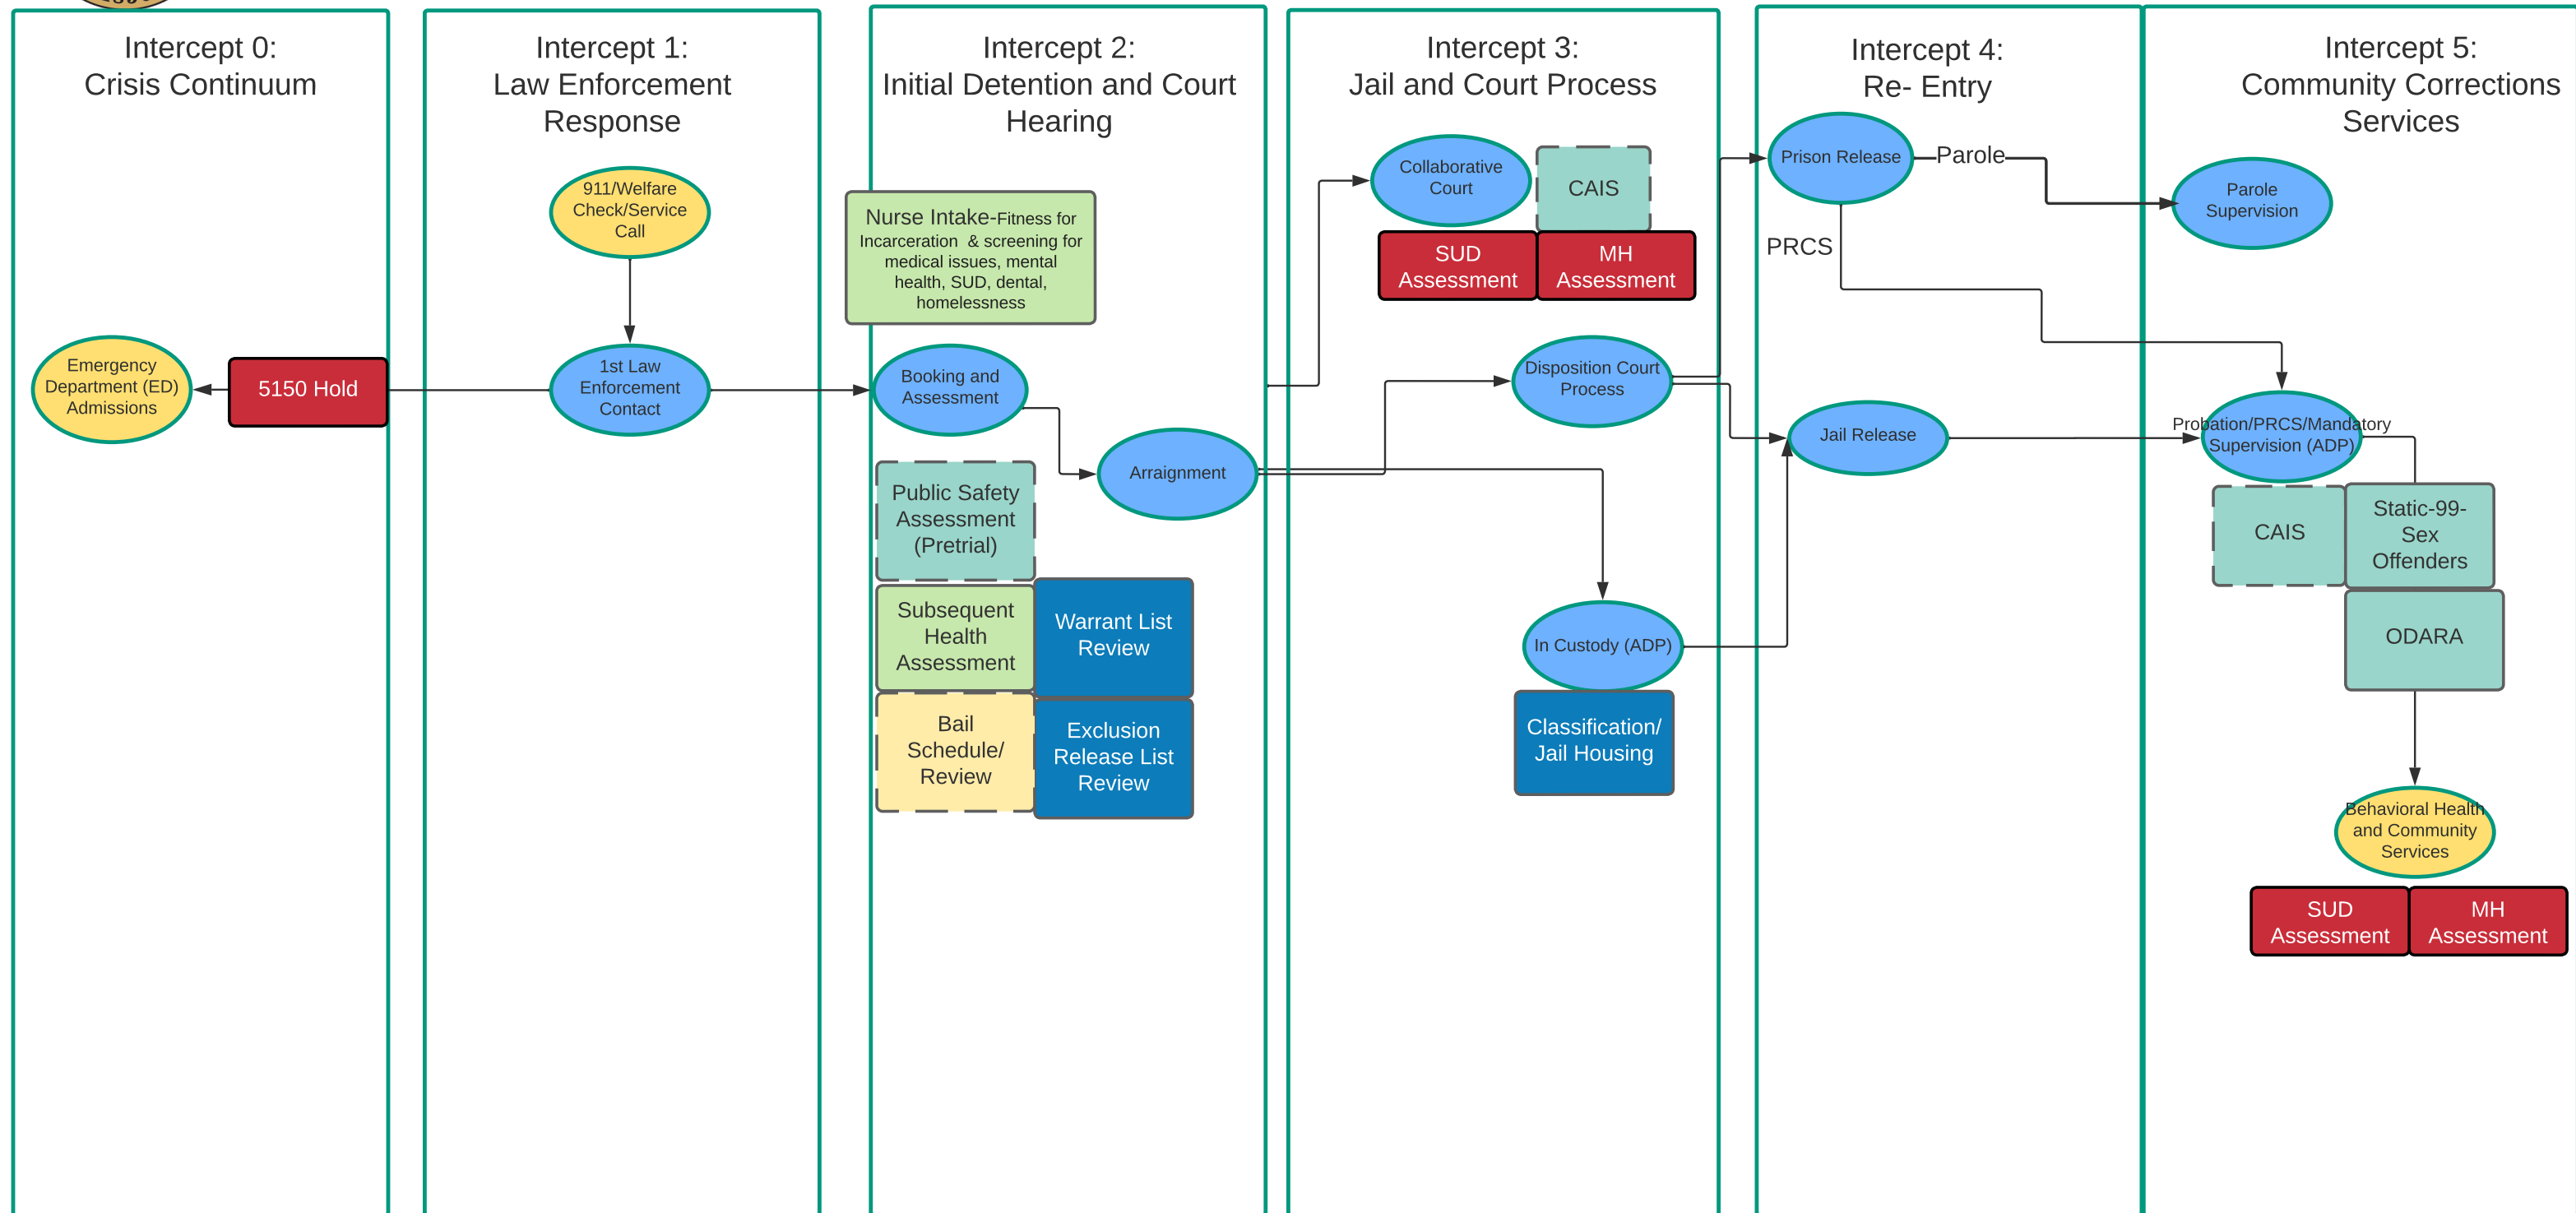 Intercept 0:
Crisis Continuum
Emergency
Department (ED)
Admissions
5150 Hold
Intercept 1:
Law Enforcement
Response
911/Welfare
Check/Service
Call
1st Law
Enforcement
Contact
Intercept 2:
Initial Detention and Court
Hearing
Nurse Intake-Fitness for
Incarceration & screening for
medical issues, mental
health, SUD, dental,
homelessness
Booking and
Assessment
Arraignment
Public Safety
Assessment
(Pretrial)
Subsequent
Health
Assessment
Warrant List
Review
Bail
Schedule/
Review
Exclusion
Release List
Review
Intercept 3:
Jail and Court Process
Collaborative
Court
CAIS
SUD
Assessment
MH
Assessment
Disposition Court
Process
In Custody (ADP)
Classification/
Jail Housing
Intercept 4:
Re- Entry
Prison Release
Parole
PRCS
Jail Release
Intercept 5:
Community Corrections
Services
Parole
Supervision
Probation/PRCS/Mandatory
Supervision (ADP)
CAIS
Static-99-
Sex
Offenders
ODARA
Behavioral Health
and Community
Services
SUD
Assessment
MH
Assessment